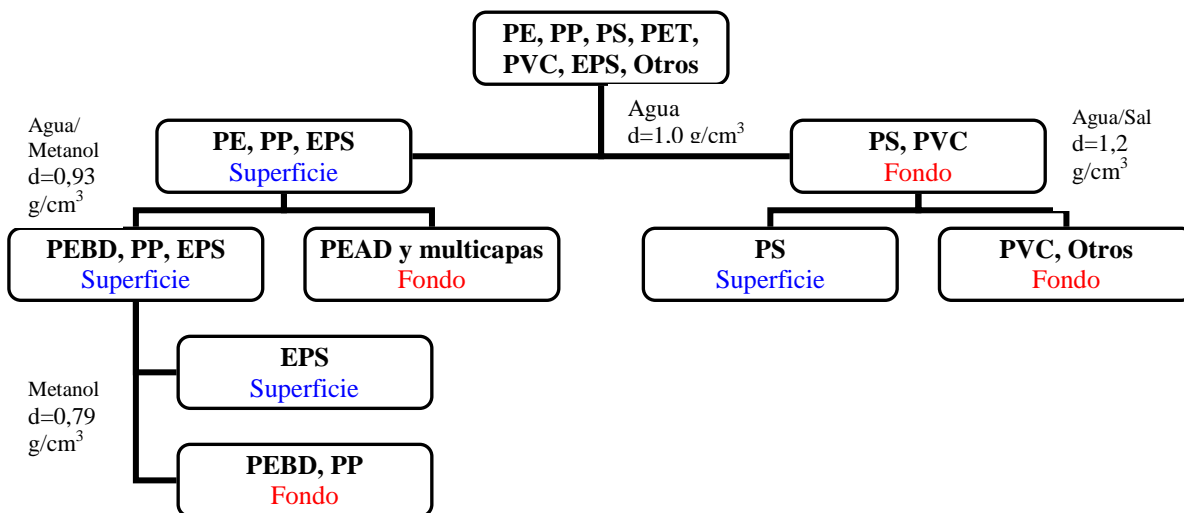 PE, PP, PS, PET,
PVC, EPS, Otros
Agua
d=1,0 g/cm³
Agua/
Metanol
d=0,93
g/cm³
PE, PP, EPS
Superficie
PS, PVC
Fondo
Agua/Sal
d=1,2
g/cm³
PEBD, PP, EPS
Superficie
PEAD y multicapas
Fondo
PS
Superficie
PVC, Otros
Fondo
Metanol
d=0,79
g/cm³
EPS
Superficie
PEBD, PP
Fondo